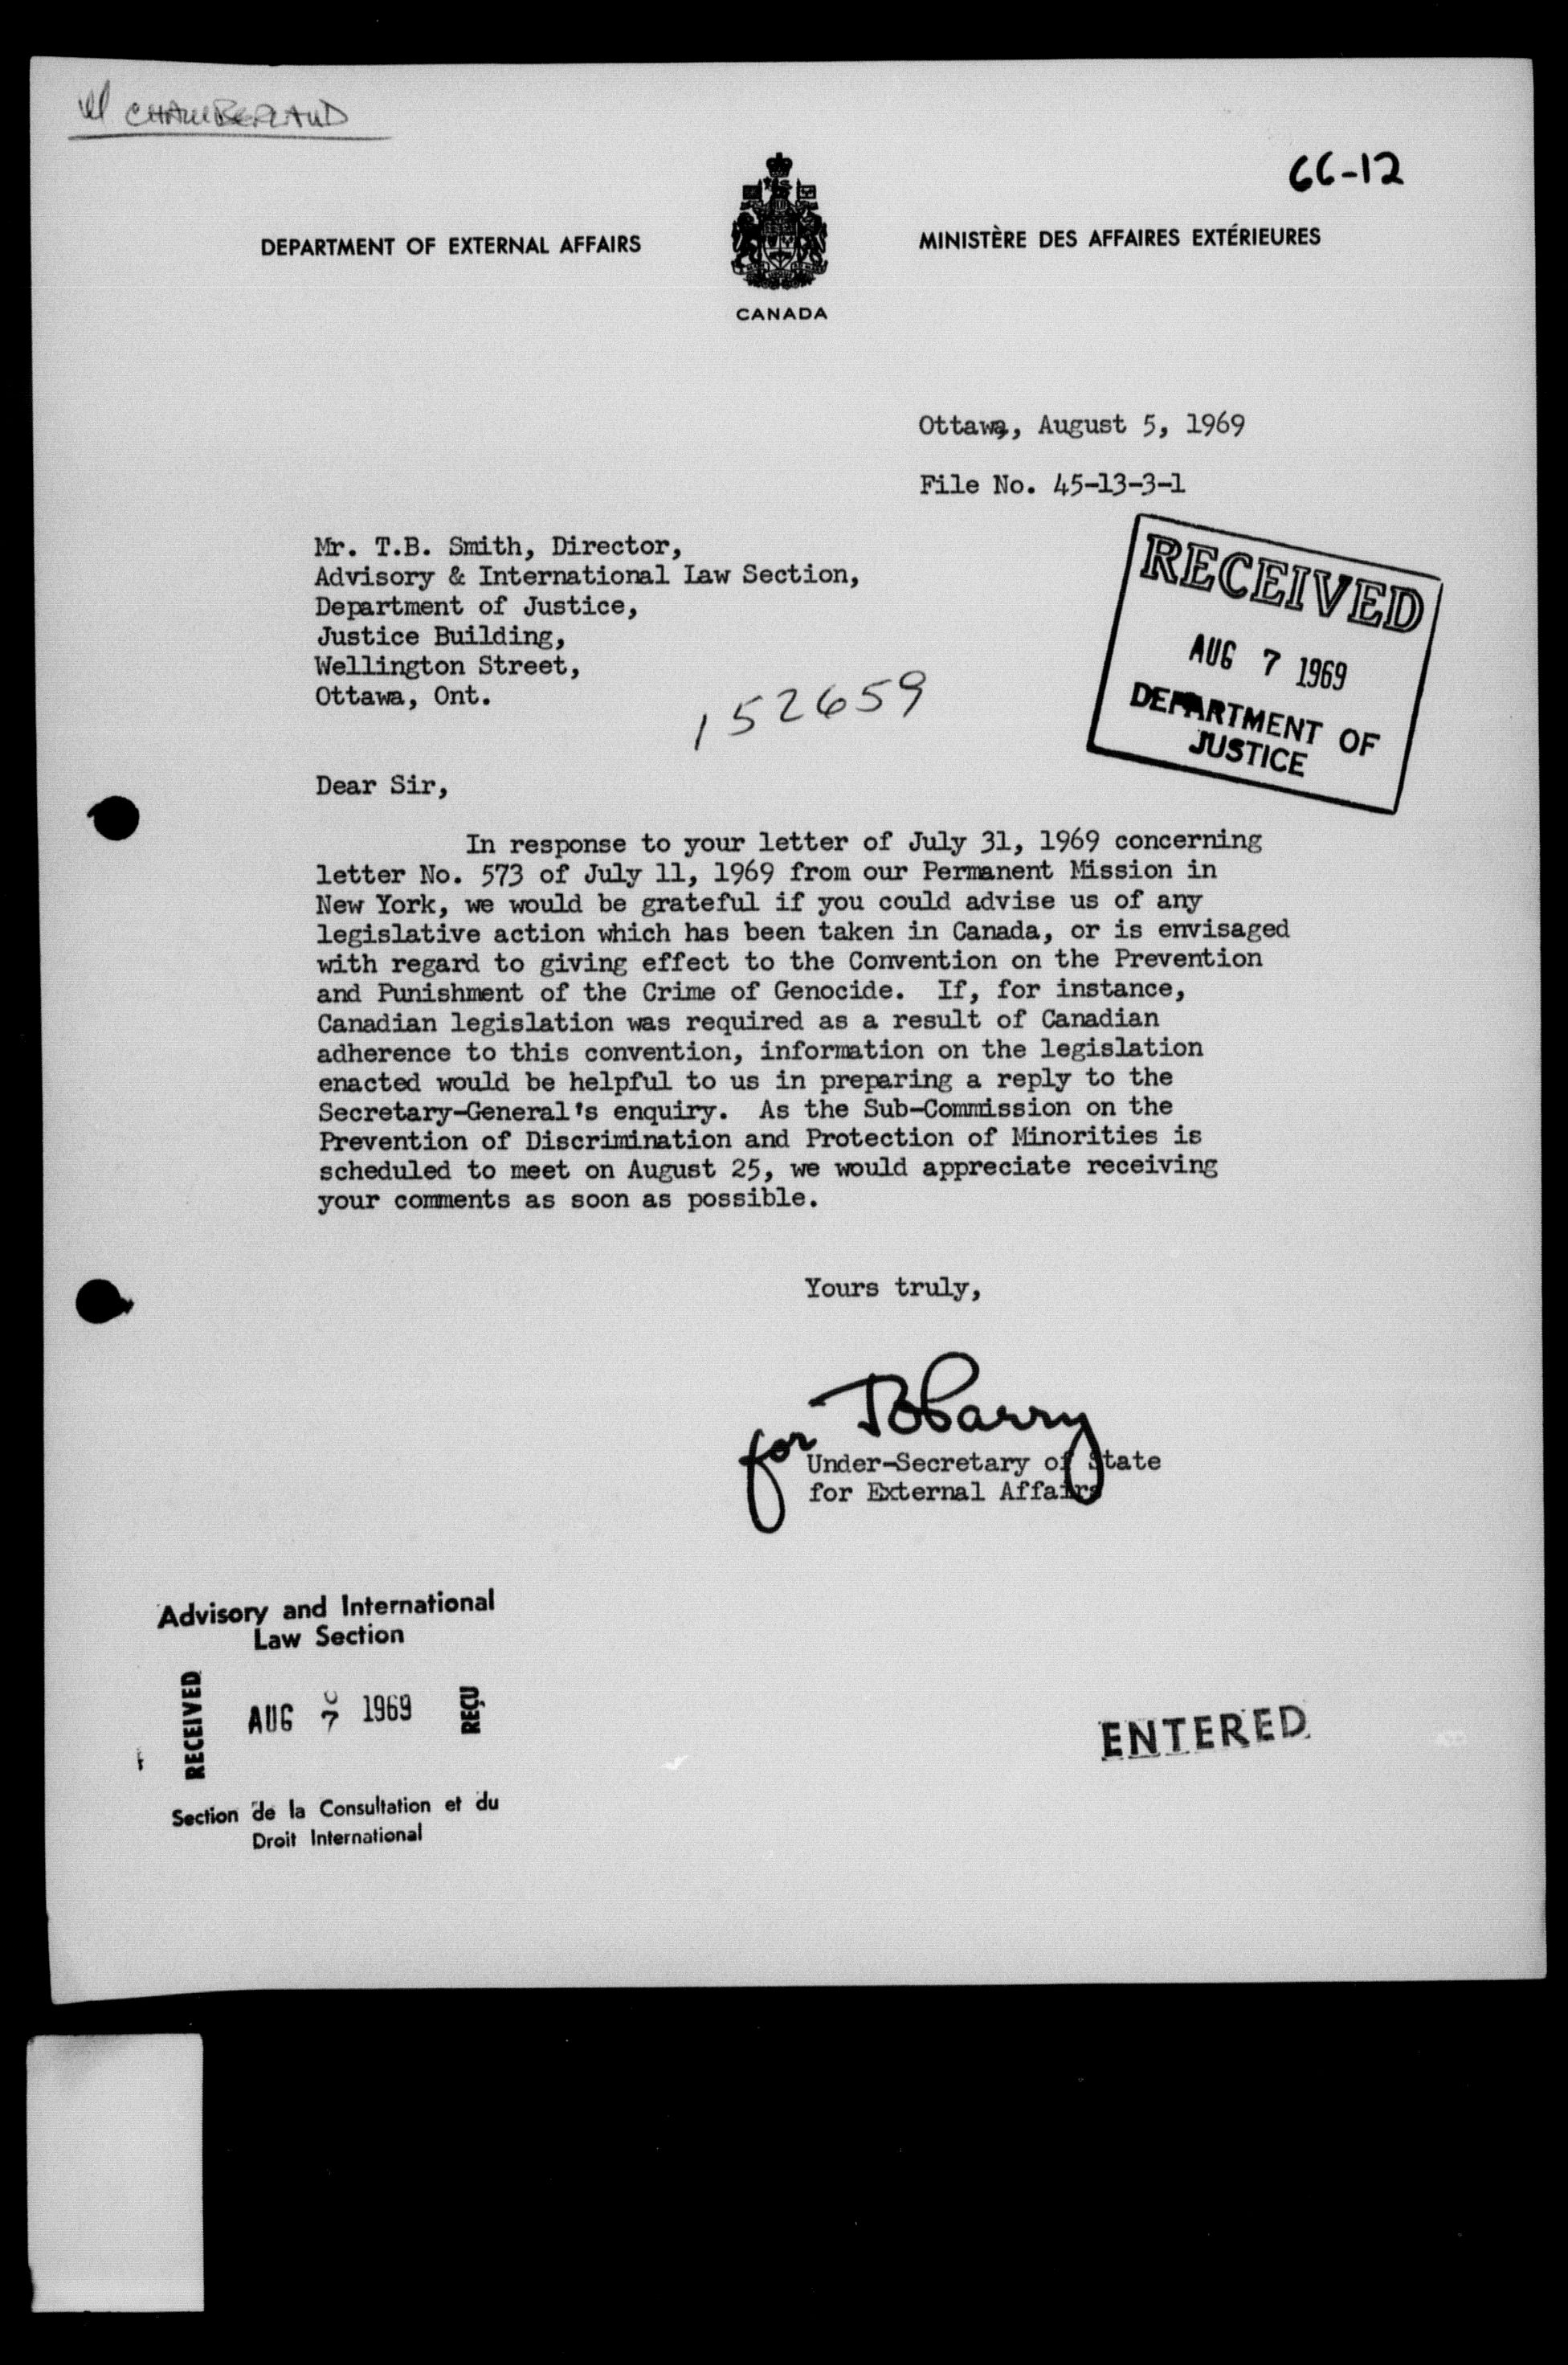 CHAMBERLAND
66-12
DEPARTMENT OF EXTERNAL AFFAIRS
MINISTÈRE DES AFFAIRES EXTÉRIEURES
CANADA
Ottawa, August 5, 1969
File No. 45-13-3-1
Mr. T.B. Smith, Director,
Advisory & International Law Section,
Department of Justice,
Justice Building,
Wellington Street,
Ottawa, Ont.
RECEIVED
AUG 7 1969
DEPARTMENT OF
JUSTICE
152659
Dear Sir,
In response to your letter of July 31, 1969 concerning
letter No. 573 of July 11, 1969 from our Permanent Mission in
New York, we would be grateful if you could advise us of any
legislative action which has been taken in Canada, or is envisaged
with regard to giving effect to the Convention on the Prevention
and Punishment of the Crime of Genocide. If, for instance,
Canadian legislation was required as a result of Canadian
adherence to this convention, information on the legislation
enacted would be helpful to us in preparing a reply to the
Secretary-General's enquiry. As the Sub-Commission on the
Prevention of Discrimination and Protection of Minorities is
scheduled to meet on August 25, we would appreciate receiving
your comments as soon as possible.
Yours truly,
for
Under-Secretary of State
for External Affairs
Advisory and International
Law Section
RECEIVED
AUG 7 1969
REÇU
Section de la Consultation et du
Droit International
ENTERED